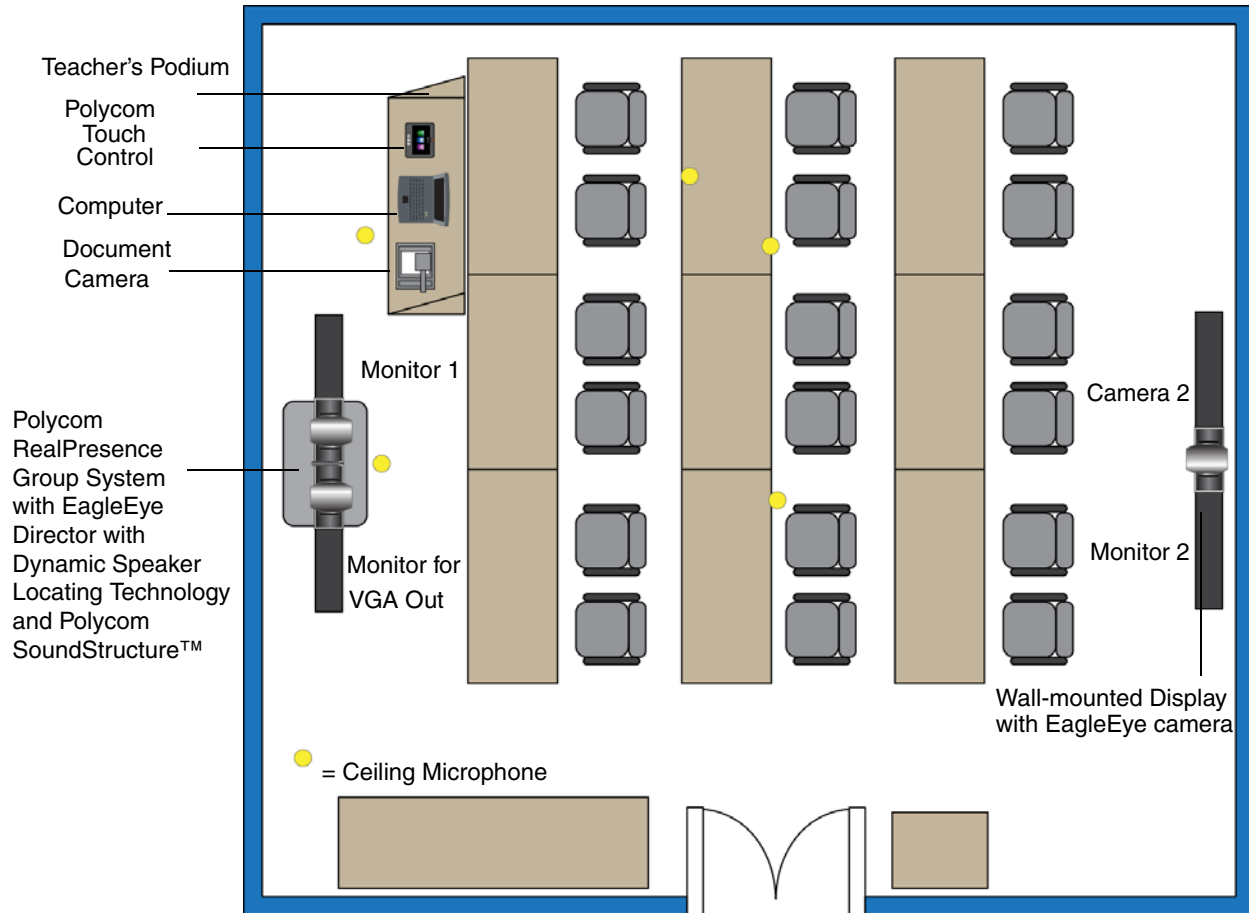 Teacher's Podium
Polycom
Touch
Control
Computer
Document
Camera
Monitor 1
Polycom
RealPresence
Group System
with EagleEye
Director with
Dynamic Speaker
Locating Technology
and Polycom
SoundStructure™
Monitor for
VGA Out
Camera 2
Monitor 2
Wall-mounted Display
with EagleEye camera
= Ceiling Microphone